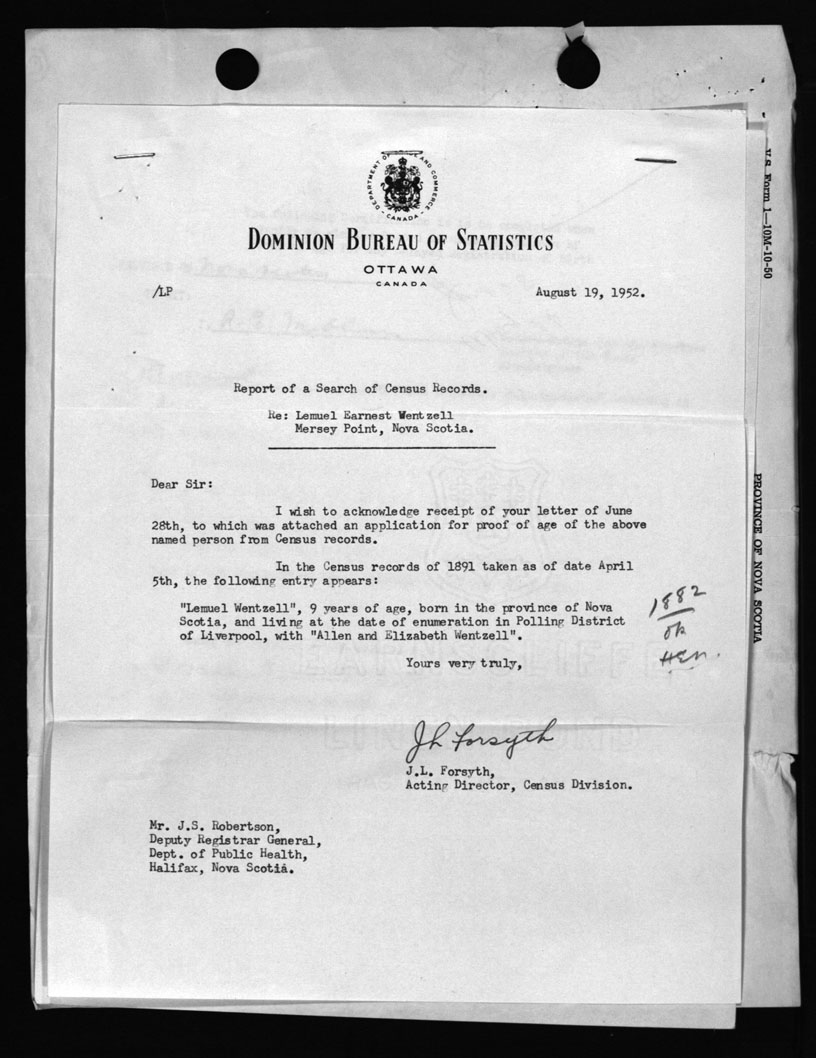 DEPARTMENT OF AND COMMERCE
- CANADA -
DOMINION BUREAU OF STATISTICS
OTTAWA
CANADA
/LP
August 19, 1952.
Report of a Search of Census Records.
Re: Lemuel Earnest Wentzell
Mersey Point, Nova Scotia.
Dear Sir:
I wish to acknowledge receipt of your letter of June
28th, to which was attached an application for proof of age of the above
named person from Census records.
In the Census records of 1891 taken as of date April
5th, the following entry appears:
"Lemuel Wentzell", 9 years of age, born in the province of Nova
Scotia, and living at the date of enumeration in Polling District
of Liverpool, with "Allen and Elizabeth Wentzell".
1882
ok
HEN.
Yours very truly,
JL Forsyth
J.L. Forsyth,
Acting Director, Census Division.
Mr. J.S. Robertson,
Deputy Registrar General,
Dept. of Public Health,
Halifax, Nova Scotia.
Form 1—10M-10-50
PROVINCE OF NOVA SCOTIA